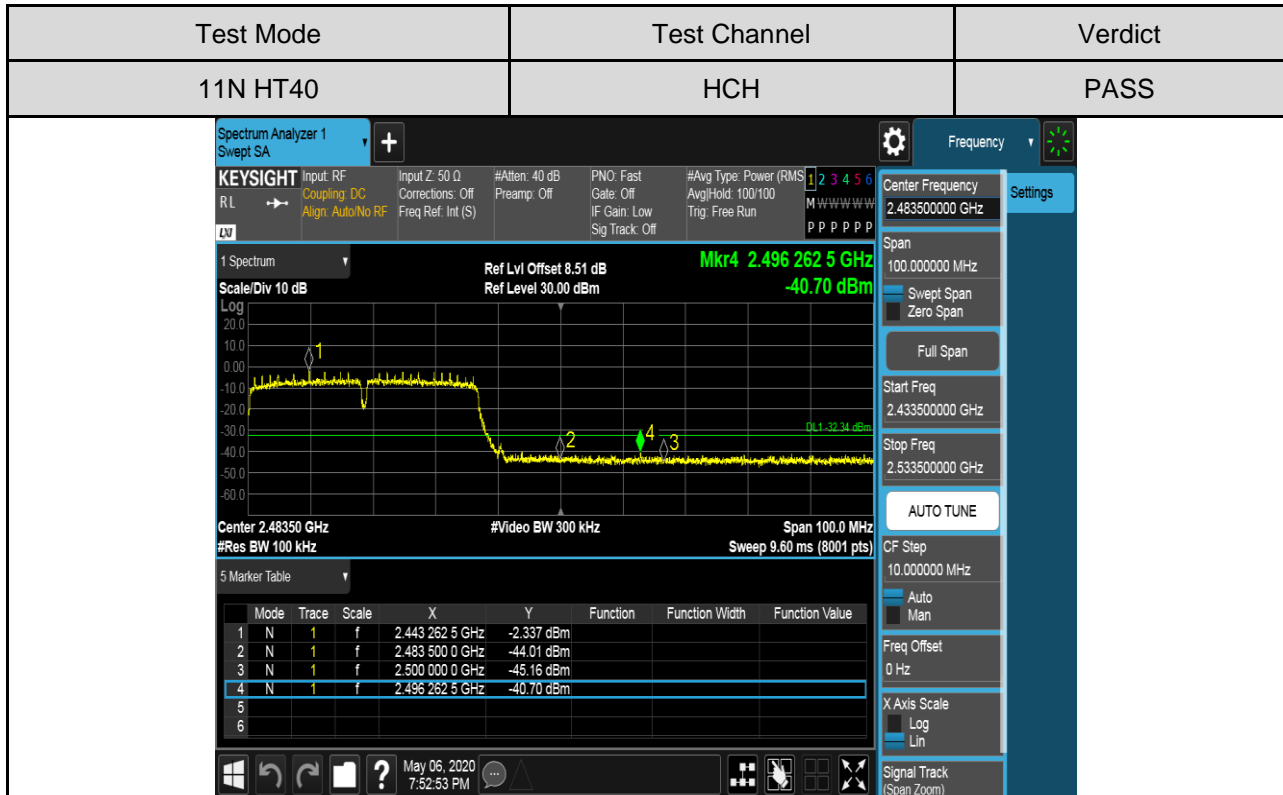 Test Mode Test Channel Verdict
11N HT40 HCH PASS
Spectrum Analyzer 1
Swept SA
+
Frequency
KEYSIGHT Input: RF Input Z: 50 Ω #Atten: 40 dB PNO: Fast #Avg Type: Power (RMS 1 2 3 4 5 6
RL Coupling: DC Corrections: Off Preamp: Off Gate: Off Avg|Hold: 100/100 M W W W W W
Align: Auto/No RF Freq Ref: Int (S) IF Gain: Low Trig: Free Run
LXI Sig Track: Off P P P P P P
1 Spectrum
Ref Lvl Offset 8.51 dB Mkr4 2.496 262 5 GHz
Scale/Div 10 dB Ref Level 30.00 dBm -40.70 dBm
Log
20.0
10.0
0.00
-10.0
-20.0
-30.0
-40.0
-50.0
-60.0
1
2
4
3
DL1 -32.34 dBm
Center 2.48350 GHz #Video BW 300 kHz Span 100.0 MHz
#Res BW 100 kHz Sweep 9.60 ms (8001 pts)
5 Marker Table
Mode Trace Scale X Y Function Function Width Function Value
1 N 1 f 2.443 262 5 GHz -2.337 dBm
2 N 1 f 2.483 500 0 GHz -44.01 dBm
3 N 1 f 2.500 000 0 GHz -45.16 dBm
4 N 1 f 2.496 262 5 GHz -40.70 dBm
5
6
?
May 06, 2020
7:52:53 PM
Center Frequency
2.483500000 GHz
Settings
Span
100.000000 MHz
Swept Span
Zero Span
Full Span
Start Freq
2.433500000 GHz
Stop Freq
2.533500000 GHz
AUTO TUNE
CF Step
10.000000 MHz
Auto
Man
Freq Offset
0 Hz
X Axis Scale
Log
Lin
Signal Track
(Span Zoom)